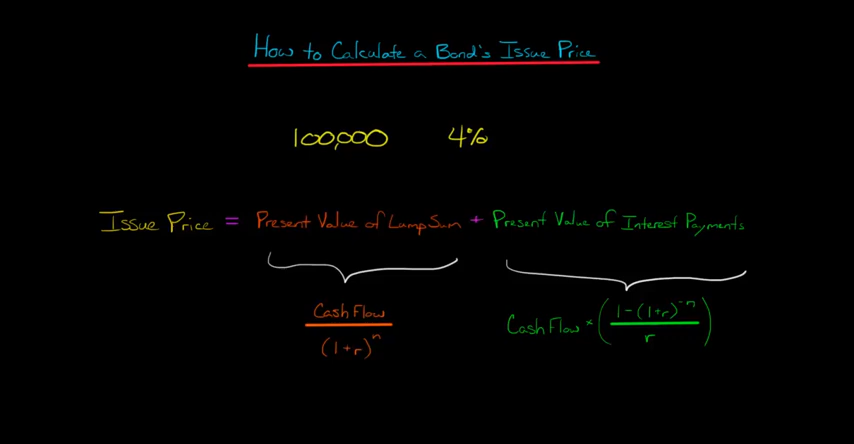 How to Calculate a Bond's Issue Price
100,000 4%
Issue Price = Present Value of Lump Sum + Present Value of Interest Payments
Cash Flow / (1+r)^n
Cash Flow * ((1-(1+r)^-n) / r)